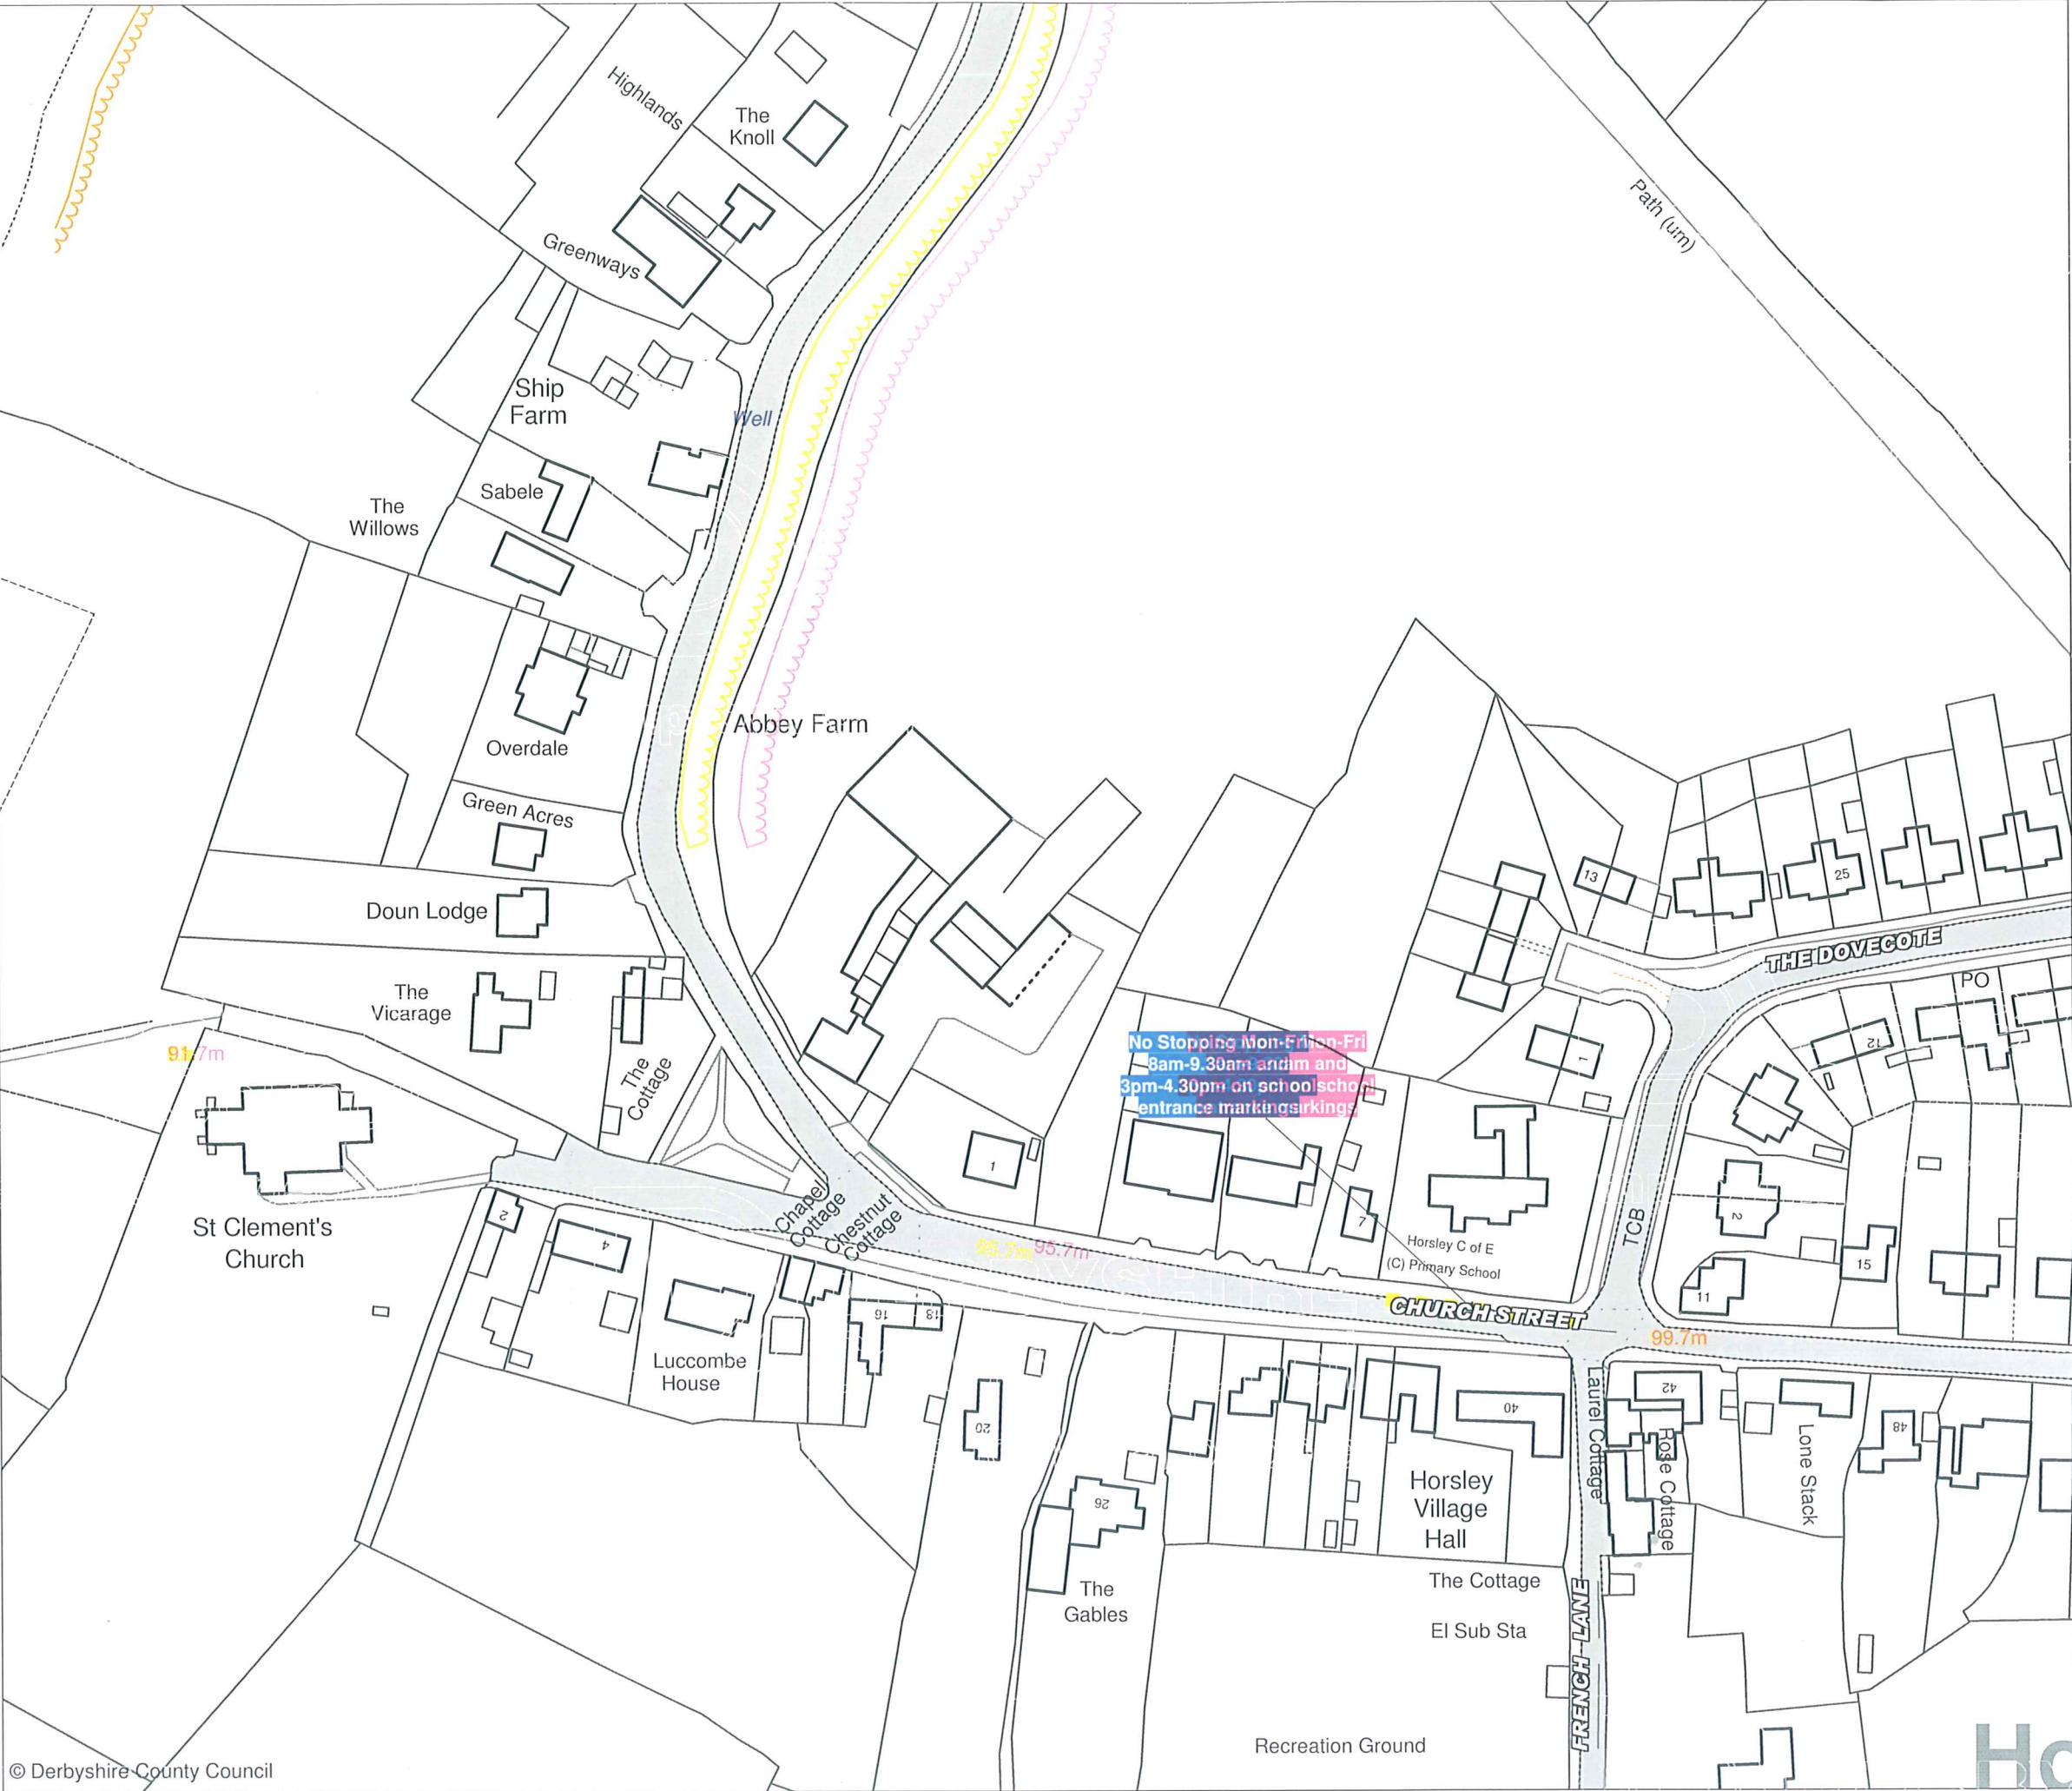 Highlands
The
Knoll
Greenways
Path (um)
Ship
Farm
Well
Sabele
The
Willows
Abbey Farm
Overdale
Green Acres
13
25
Doun Lodge
THE DOVECOTE
PO
The
Vicarage
91.7m
The
Cottage
No Stopping Mon-Fri
8am-9.30am and
3pm-4.30pm on school
entrance markings
1
12
1
7
2
TCB
Horsley C of E
(C) Primary School
St Clement's
Church
2
4
Chapel
Cottage
Chestnut
Cottage
95.7m 95.7m
15
11
CHURCH STREET
99.7m
16
18
Luccombe
House
20
26
40
42
48
Laurel Cottage
Rose Cottage
Lone Stack
Horsley
Village
Hall
The
Gables
The Cottage
El Sub Sta
FRENCH LANE
Recreation Ground
Ho
© Derbyshire County Council